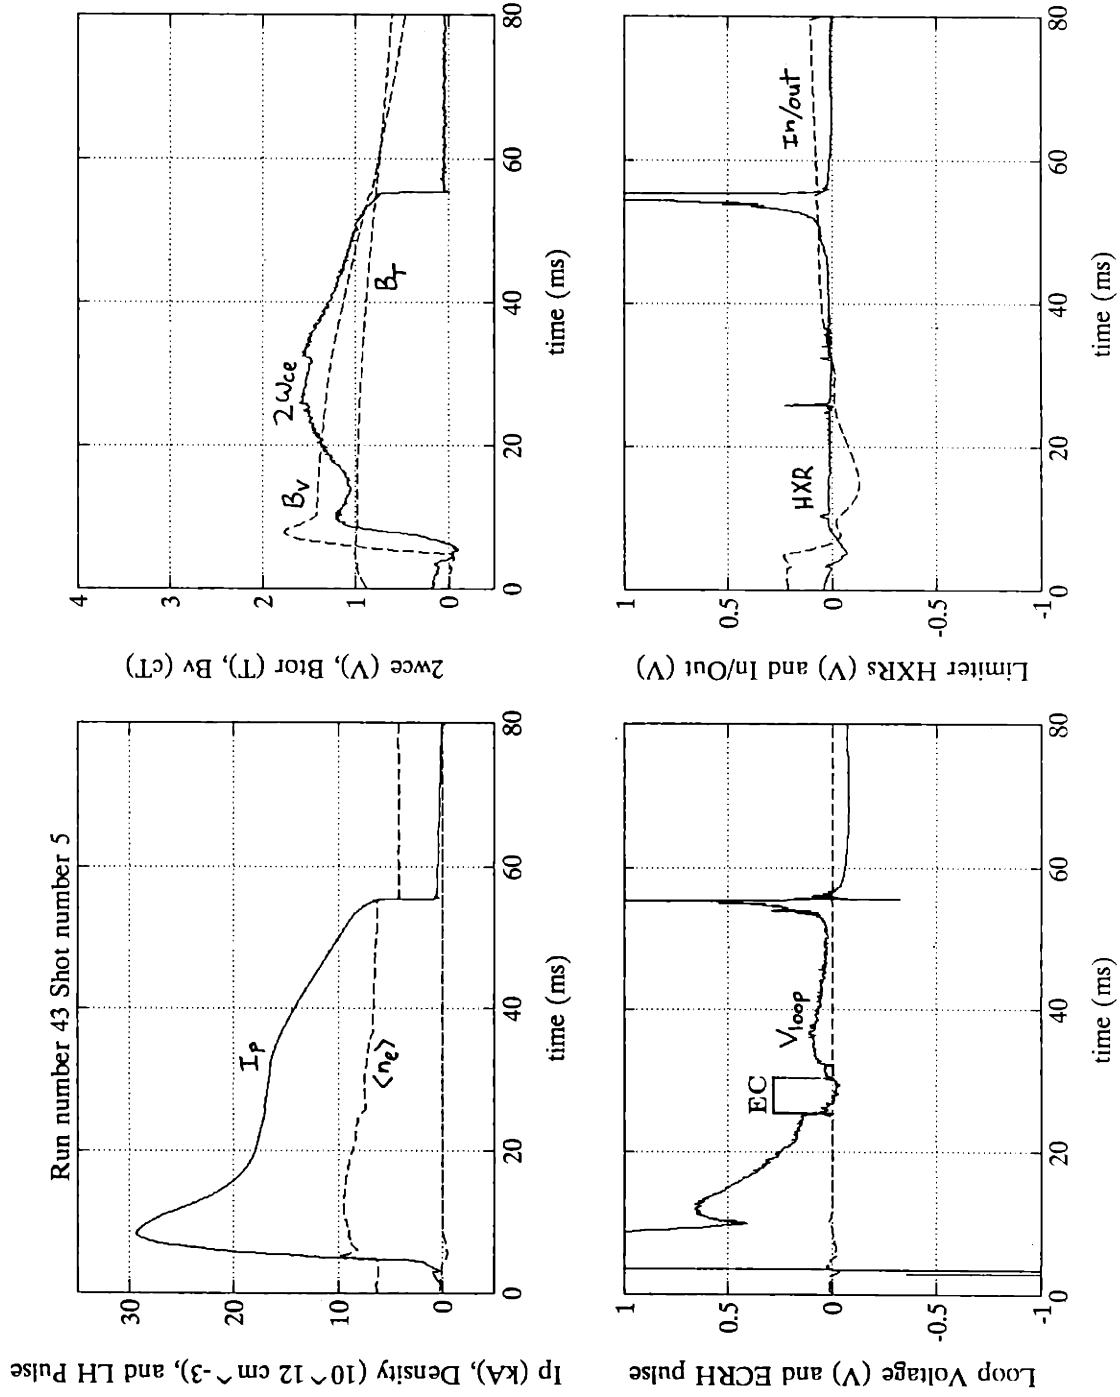 Run number 43 Shot number 5
Ip (kA), Density (10^12 cm^-3), and LH Pulse
30
20
10
0
Ip
<ne>
0 20 40 60 80
time (ms)
2wce (V), Btor (T), Bv (cT)
4
3
2
1
0
Bv
2ωce
BT
0 20 40 60 80
time (ms)
Loop Voltage (V) and ECRH pulse
1
0.5
0
-0.5
-1
EC
Vloop
0 20 40 60 80
time (ms)
Limiter HXRs (V) and In/Out (V)
1
0.5
0
-0.5
-1
HXR
In/out
0 20 40 60 80
time (ms)